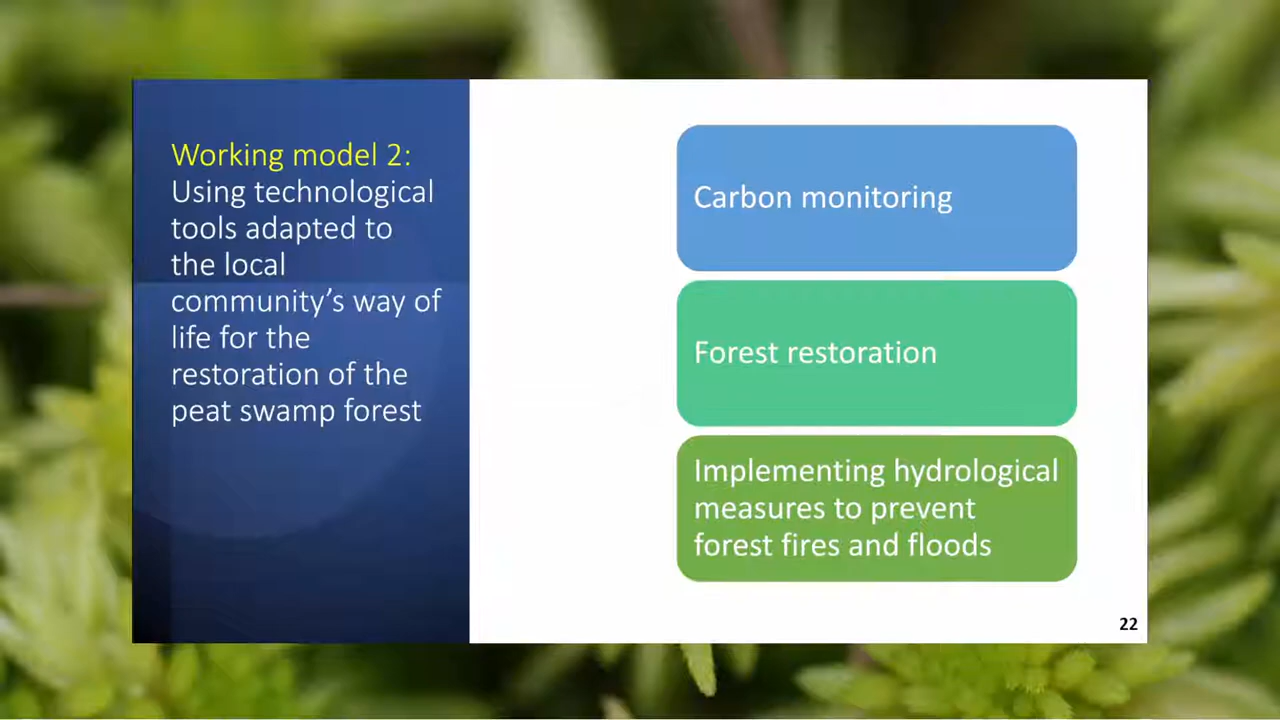 Working model 2:
Using technological
tools adapted to
the local
community’s way of
life for the
restoration of the
peat swamp forest
Carbon monitoring
Forest restoration
Implementing hydrological
measures to prevent
forest fires and floods
22